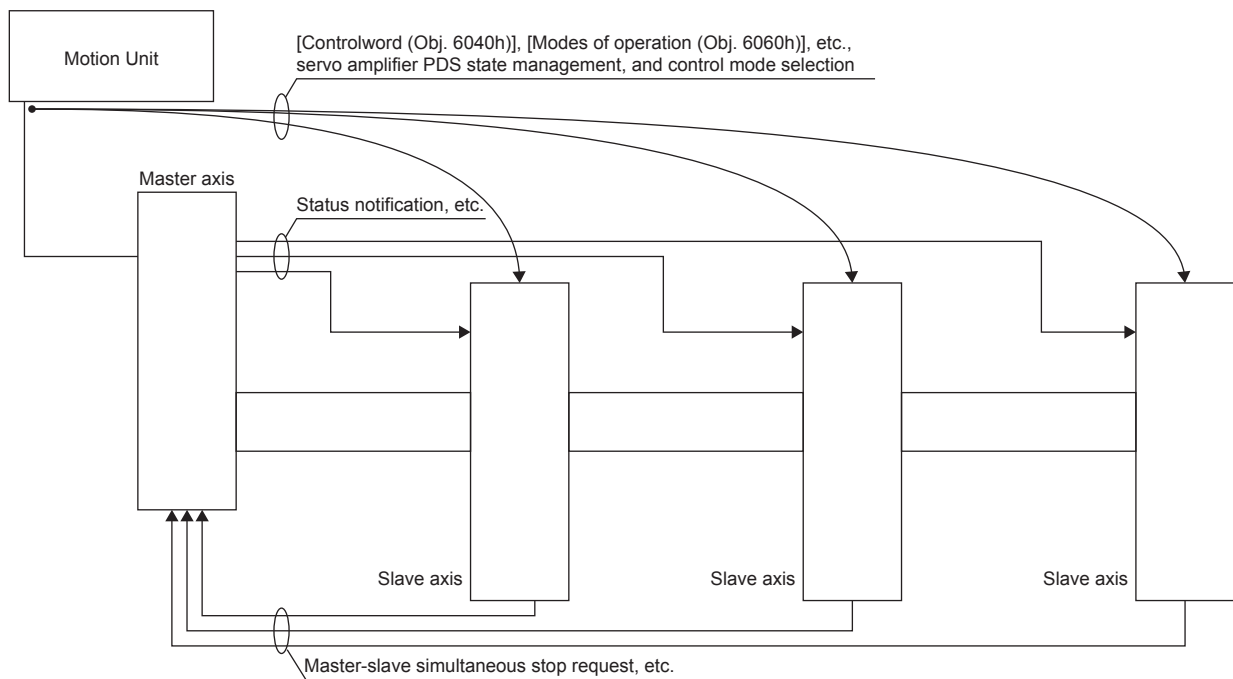 Motion Unit
[Controlword (Obj. 6040h)], [Modes of operation (Obj. 6060h)], etc.,
servo amplifier PDS state management, and control mode selection
Master axis
Status notification, etc.
Slave axis
Slave axis
Slave axis
Master-slave simultaneous stop request, etc.